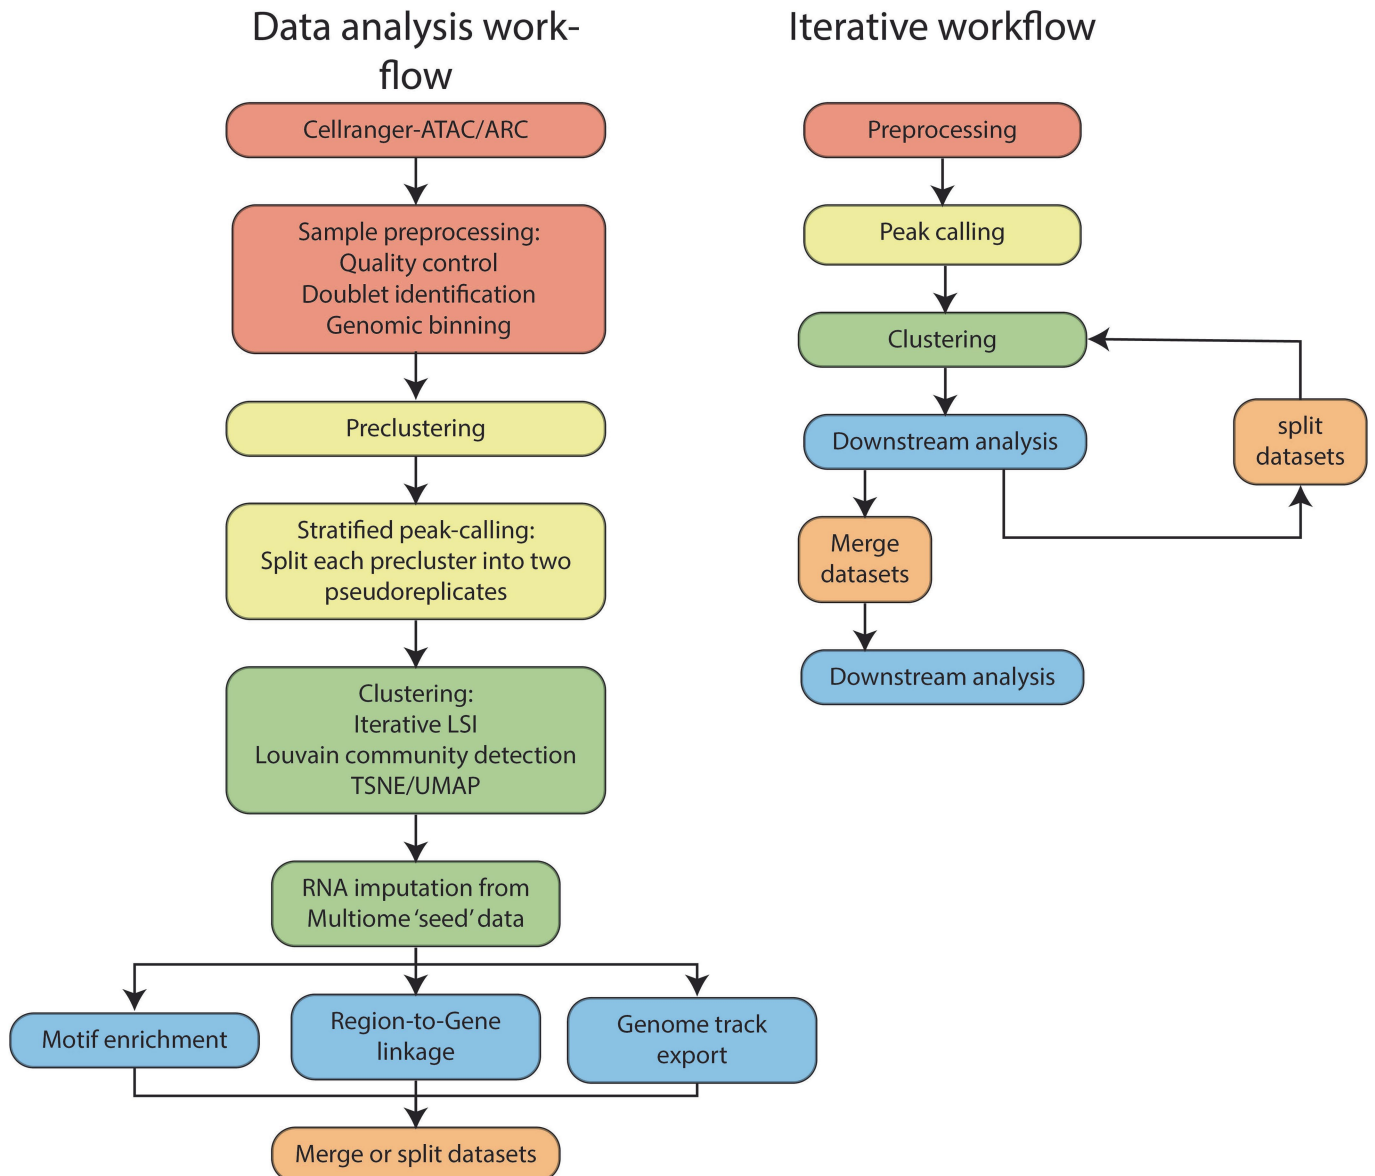 Data analysis work-
flow
Cellranger-ATAC/ARC
Sample preprocessing:
Quality control
Doublet identification
Genomic binning
Preclustering
Stratified peak-calling:
Split each precluster into two
pseudoreplicates
Clustering:
Iterative LSI
Louvain community detection
TSNE/UMAP
RNA imputation from
Multiome ‘seed’ data
Motif enrichment
Region-to-Gene
linkage
Genome track
export
Merge or split datasets
Iterative workflow
Preprocessing
Peak calling
Clustering
Downstream analysis
split
datasets
Merge
datasets
Downstream analysis